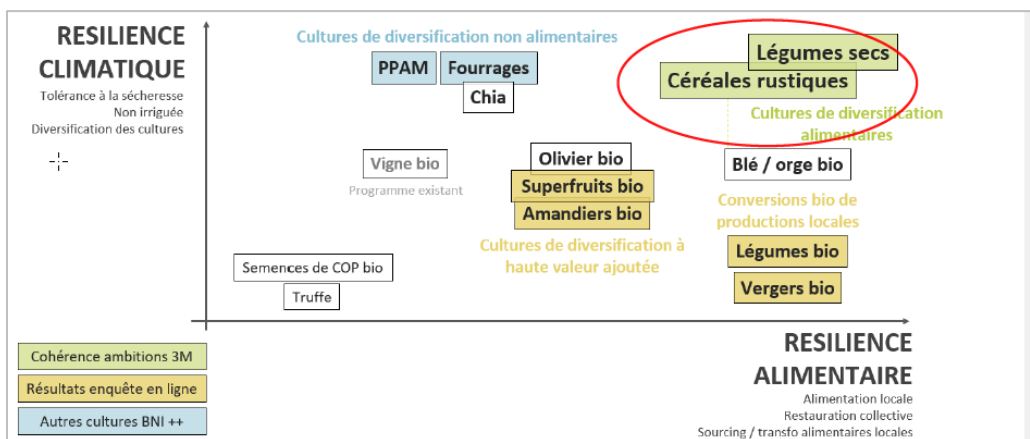 RESILIENCE
CLIMATIQUE
Tolérance à la sécheresse
Non irriguée
Diversification des cultures
Cultures de diversification non alimentaires
PPAM
Fourrages
Chia
Légumes secs
Céréales rustiques
Cultures de diversification
alimentaires
Vigne bio
Programme existant
Olivier bio
Superfruits bio
Amandiers bio
Cultures de diversification à
haute valeur ajoutée
Blé / orge bio
Conversions bio de
productions locales
Légumes bio
Vergers bio
Semences de COP bio
Truffe
RESILIENCE
ALIMENTAIRE
Alimentation locale
Restauration collective
Sourcing / transfo alimentaires locales
Cohérence ambitions 3M
Résultats enquête en ligne
Autres cultures BNI ++